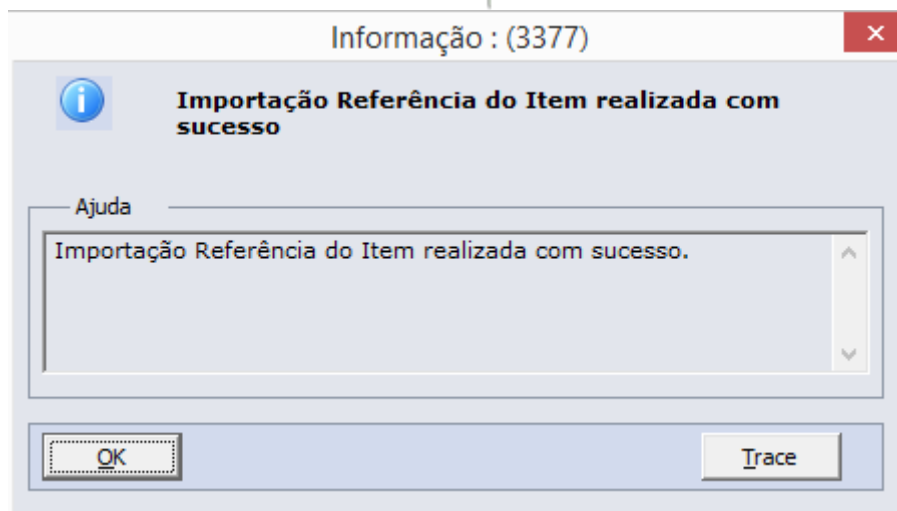 Informação : (3377)
Importação Referência do Item realizada com
sucesso
Ajuda
Importação Referência do Item realizada com sucesso.
OK
Trace